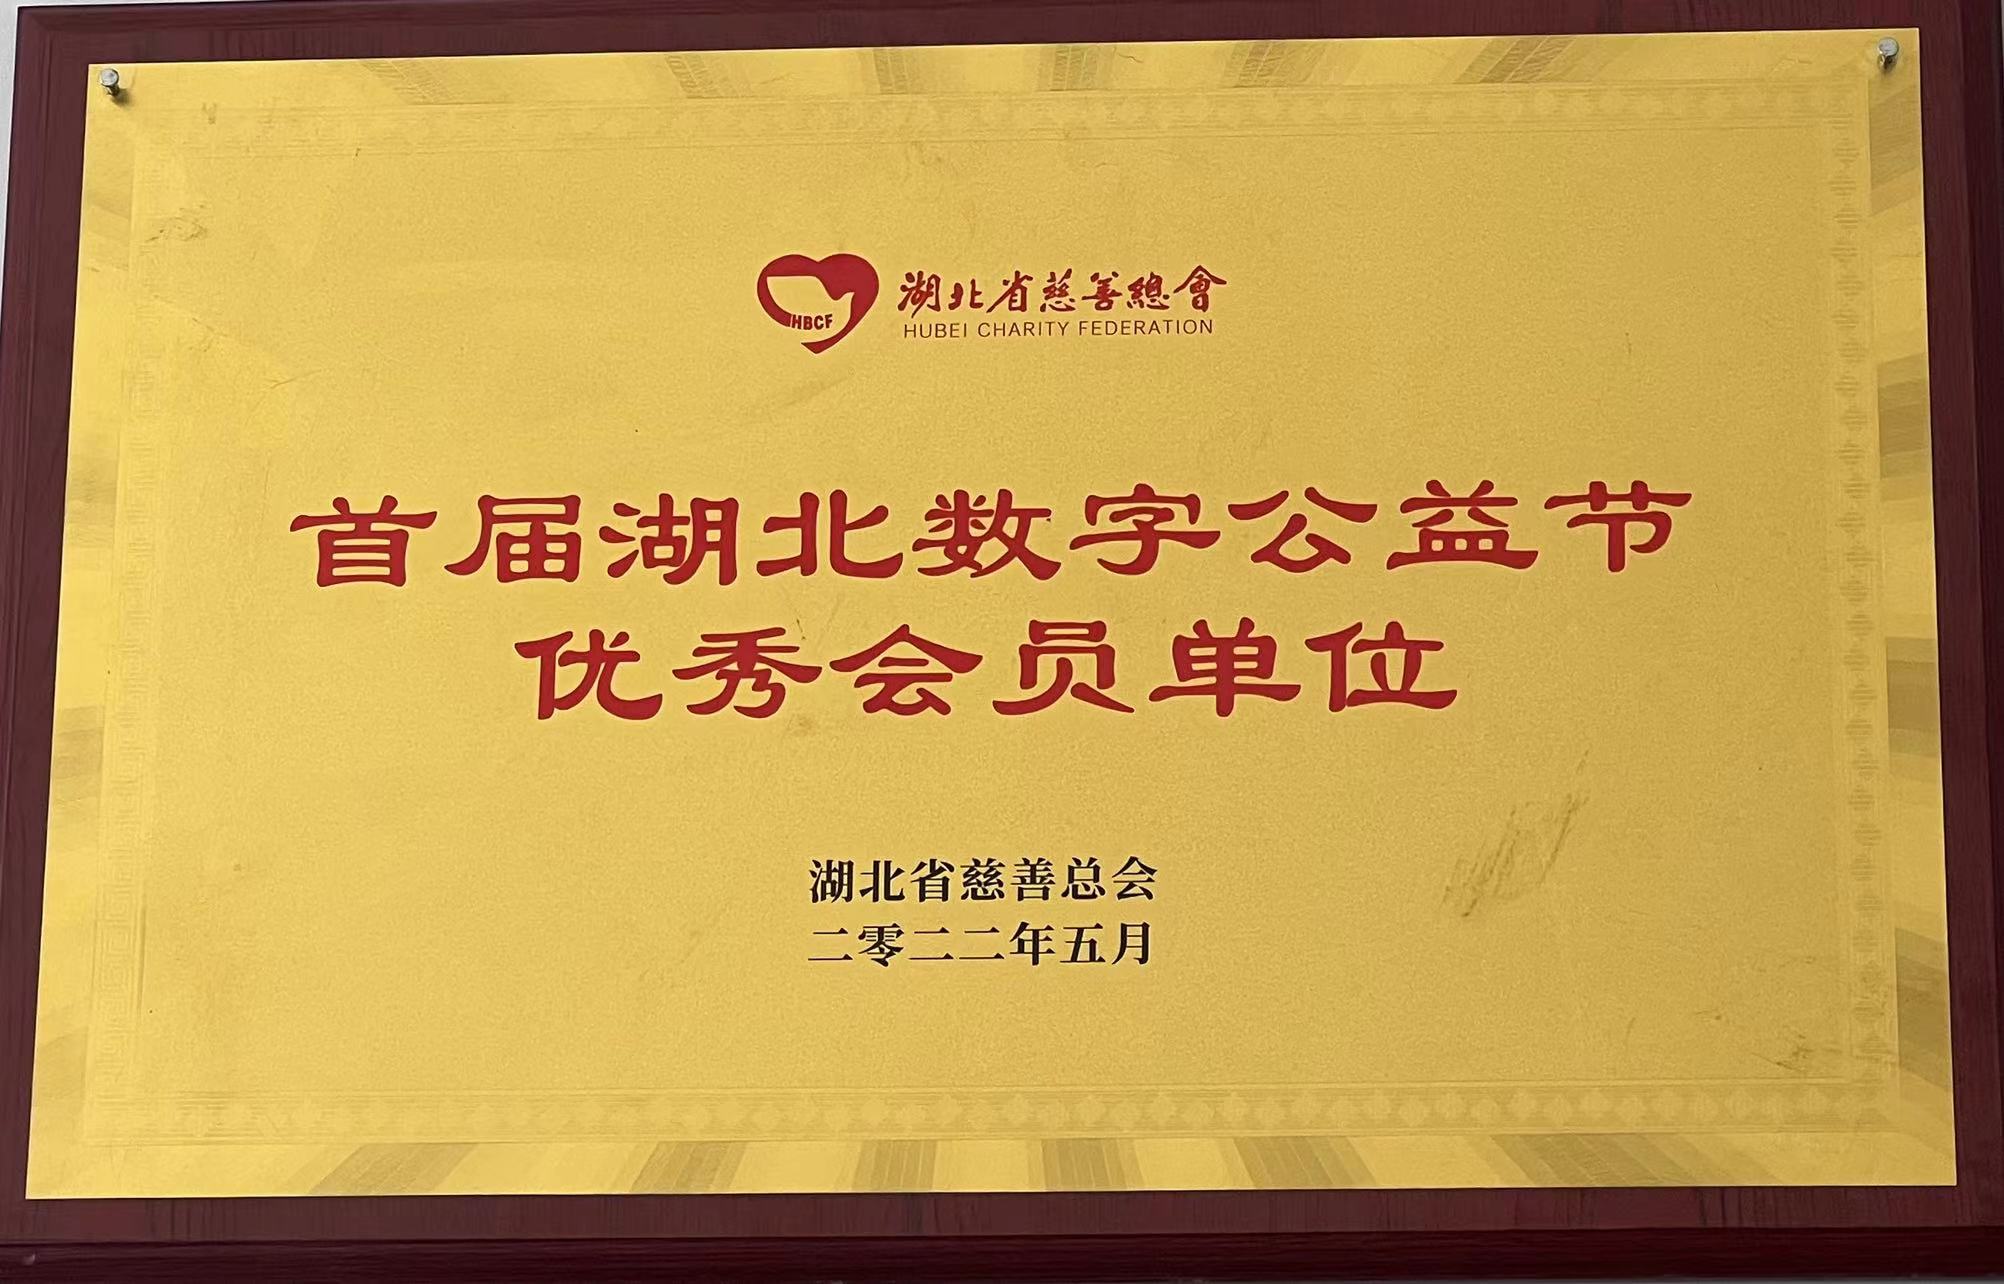 湖北省慈善總會
HBCF
HUBEI CHARITY FEDERATION
首届湖北数字公益节
优秀会员单位
湖北省慈善总会
二零二二年五月